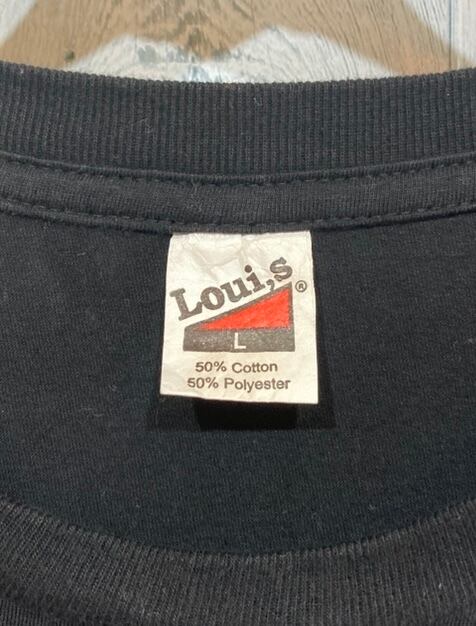 Loui,s ®
L
50% Cotton
50% Polyester